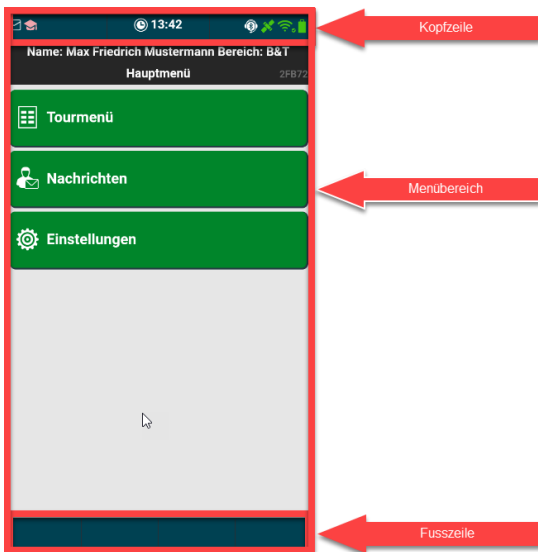 13:42
Kopfzeile
Name: Max Friedrich Mustermann Bereich: B&T
Hauptmenü
2FB72
Tourmenü
Nachrichten
Menübereich
Einstellungen
Fusszeile